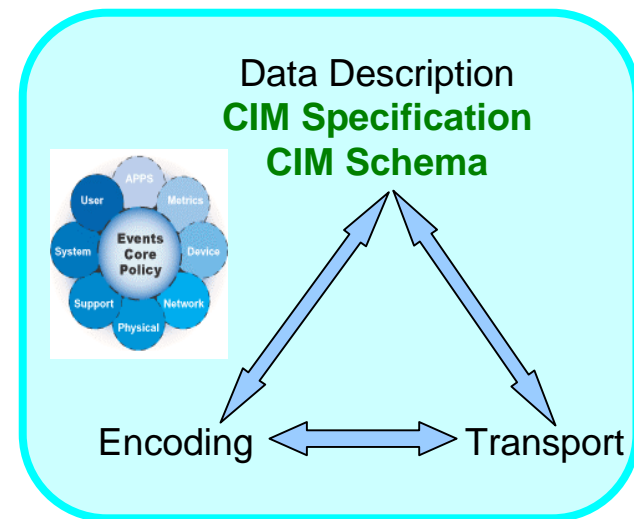 Data Description
CIM Specification
CIM Schema
APPS
User
Metrics
Events
Core
Policy
System
Device
Support
Network
Physical
Encoding
Transport